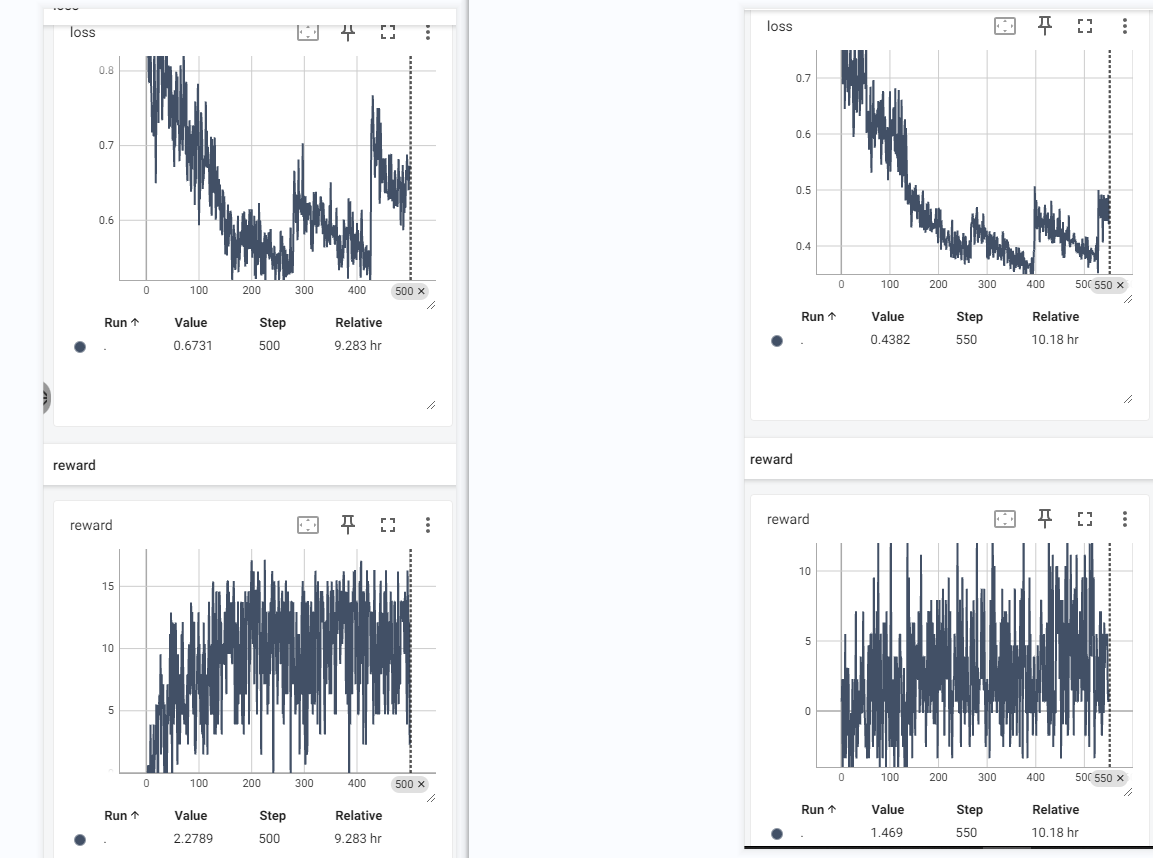 loss
loss
0.8
0.7
0.6
0 100 200 300 400 500 ✕
Run ↑ Value Step Relative
. 0.6731 500 9.283 hr
reward
reward
15
10
5
0
0 100 200 300 400 500 ✕
Run ↑ Value Step Relative
. 2.2789 500 9.283 hr
loss
0.7
0.6
0.5
0.4
0 100 200 300 400 500 550 ✕
Run ↑ Value Step Relative
. 0.4382 550 10.18 hr
reward
reward
10
5
0
0 100 200 300 400 500 550 ✕
Run ↑ Value Step Relative
. 1.469 550 10.18 hr